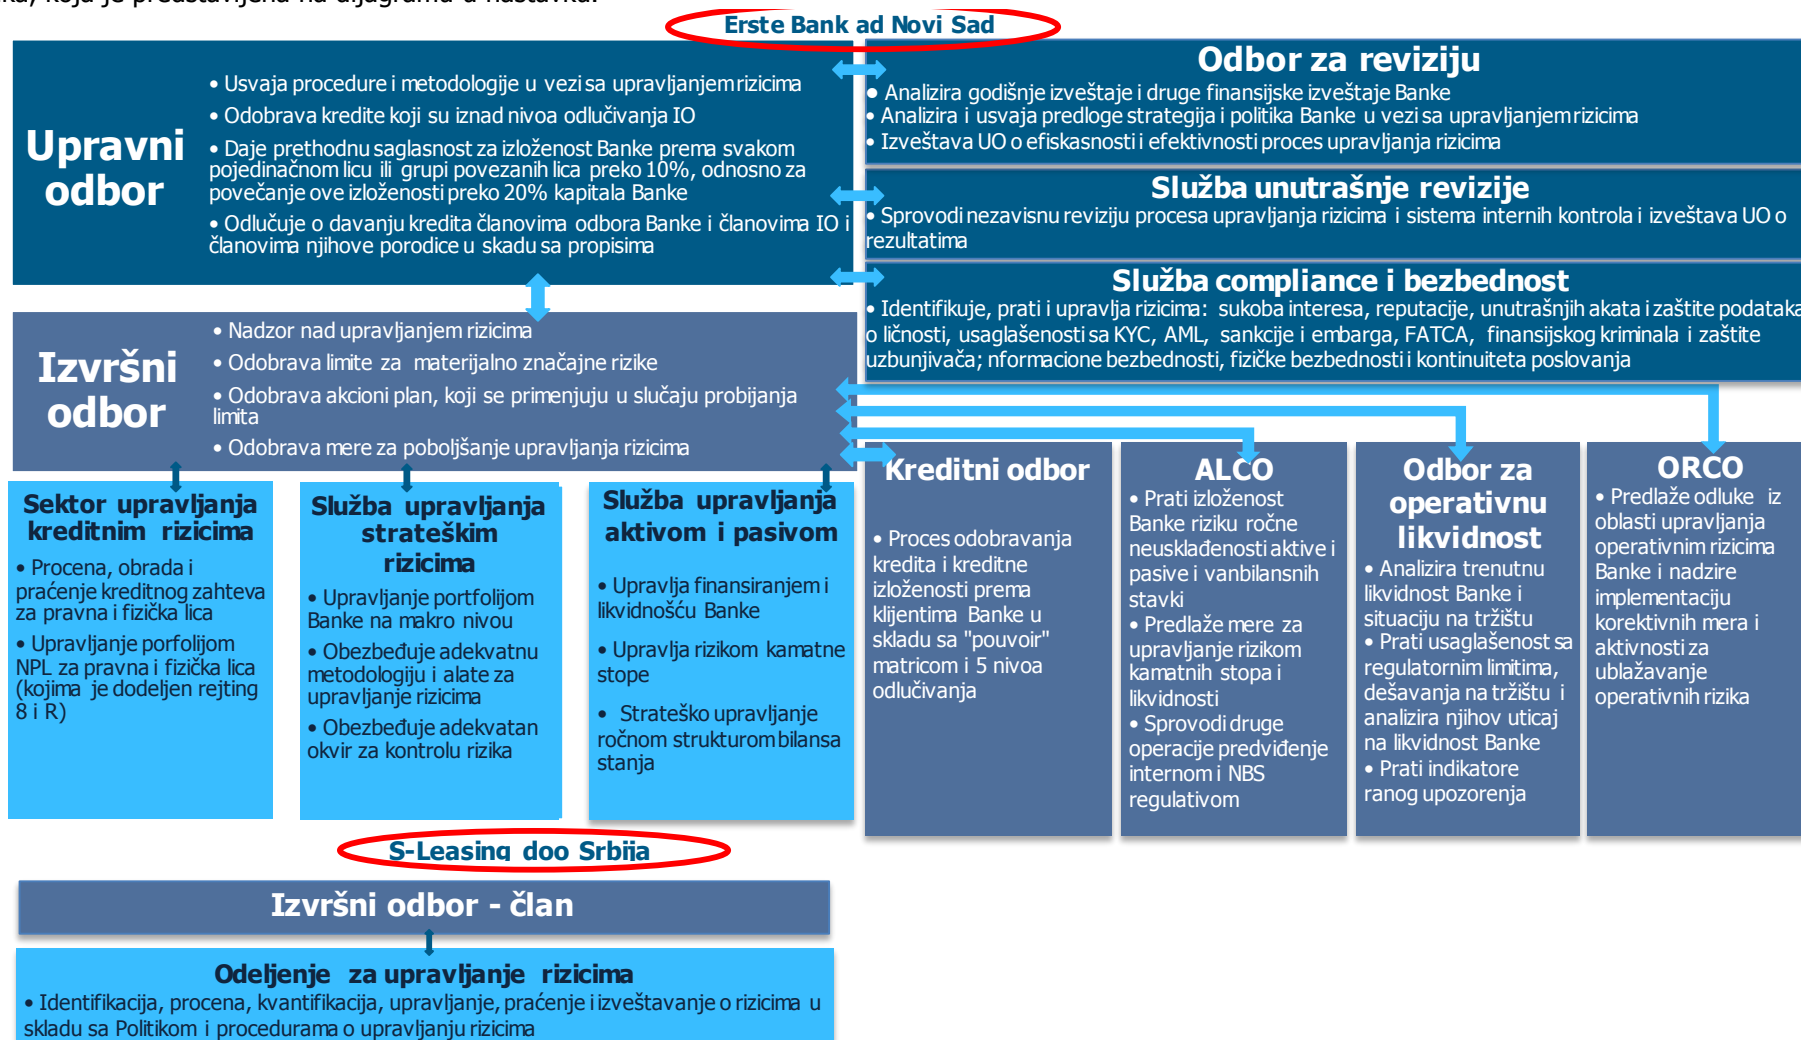 Erste Bank ad Novi Sad
Upravni
odbor
• Usvaja procedure i metodologije u vezi sa upravljanjem rizicima
• Odobrava kredite koji su iznad nivoa odlučivanja IO
• Daje prethodnu saglasnost za izloženost Banke prema svakom
pojedinačnom licu ili grupi povezanih lica preko 10%, odnosno za
povečanje ove izloženosti preko 20% kapitala Banke
• Odlučuje o davanju kredita članovima odbora Banke i članovima IO i
članovima njihove porodice u skadu sa propisima
Odbor za reviziju
• Analizira godišnje izveštaje i druge finansijske izveštaje Banke
• Analizira i usvaja predloge strategija i politika Banke u vezi sa upravljanjem rizicima
• Izveštava UO o efiskasnosti i efektivnosti proces upravljanja rizicima
Služba unutrašnje revizije
• Sprovodi nezavisnu reviziju procesa upravljanja rizicima i sistema internih kontrola i izveštava UO o
rezultatima
Služba compliance i bezbednost
• Identifikuje, prati i upravlja rizicima: sukoba interesa, reputacije, unutrašnjih akata i zaštite podataka
o ličnosti, usaglašenosti sa KYC, AML, sankcije i embarga, FATCA, finansijskog kriminala i zaštite
uzbunjivača; nformacione bezbednosti, fizičke bezbednosti i kontinuiteta poslovanja
Izvršni
odbor
• Nadzor nad upravljanjem rizicima
• Odobrava limite za materijalno značajne rizike
• Odobrava akcioni plan, koji se primenjuju u slučaju probijanja
limita
• Odobrava mere za poboljšanje upravljanja rizicima
Sektor upravljanja
kreditnim rizicima
• Procena, obrada i
praćenje kreditnog zahteva
za pravna i fizička lica
• Upravljanje porfolijom
NPL za pravna i fizička lica
(kojima je dodeljen rejting
8 i R)
Služba upravljanja
strateškim
rizicima
• Upravljanje portfolijom
Banke na makro nivou
• Obezbeđuje adekvatnu
metodologiju i alate za
upravljanje rizicima
• Obezbeđuje adekvatan
okvir za kontrolu rizika
Služba upravljanja
aktivom i pasivom
• Upravlja finansiranjem i
likvidnošću Banke
• Upravlja rizikom kamatne
stope
• Strateško upravljanje
ročnom strukturom bilansa
stanja
Kreditni odbor
• Proces odobravanja
kredita i kreditne
izloženosti prema
klijentima Banke u
skladu sa "pouvoir"
matricom i 5 nivoa
odlučivanja
ALCO
• Prati izloženost
Banke riziku ročne
neusklađenosti aktive i
pasive i vanbilansnih
stavki
• Predlaže mere za
upravljanje rizikom
kamatnih stopa i
likvidnosti
• Sprovodi druge
operacije predviđenje
internom i NBS
regulativom
Odbor za
operativnu
likvidnost
• Analizira trenutnu
likvidnost Banke i
situaciju na tržištu
• Prati usaglašenost sa
regulatornim limitima,
dešavanja na tržištu i
analizira njihov uticaj
na likvidnost Banke
• Prati indikatore
ranog upozorenja
ORCO
• Predlaže odluke iz
oblasti upravljanja
operativnim rizicima
Banke i nadzire
implementaciju
korektivnih mera i
aktivnosti za
ublažavanje
operativnih rizika
S-Leasing doo Srbija
Izvršni odbor - član
Odeljenje za upravljanje rizicima
• Identifikacija, procena, kvantifikacija, upravljanje, praćenje i izveštavanje o rizicima u
skladu sa Politikom i procedurama o upravljanju rizicima